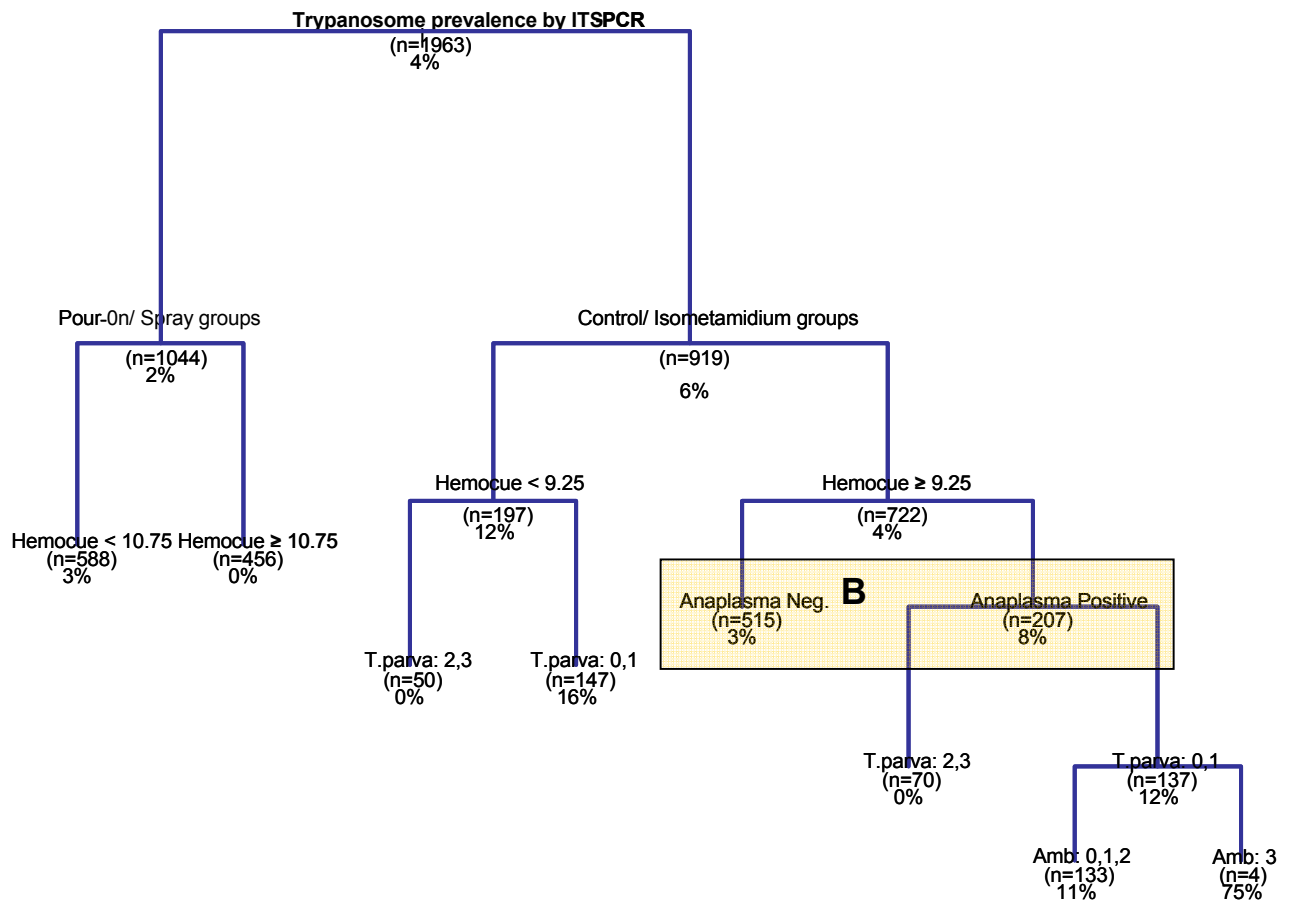 Trypanosome prevalence by ITSPCR
(n=1963)
4%
Pour-0n/ Spray groups
(n=1044)
2%
Control/ Isometamidium groups
(n=919)
6%
Hemocue < 9.25
(n=197)
12%
Hemocue ≥ 9.25
(n=722)
4%
Hemocue < 10.75
(n=588)
3%
Hemocue ≥ 10.75
(n=456)
0%
B
Anaplasma Neg.
(n=515)
3%
Anaplasma Positive
(n=207)
8%
T.parva: 2,3
(n=50)
0%
T.parva: 0,1
(n=147)
16%
T.parva: 2,3
(n=70)
0%
T.parva: 0,1
(n=137)
12%
Amb: 0,1,2
(n=133)
11%
Amb: 3
(n=4)
75%